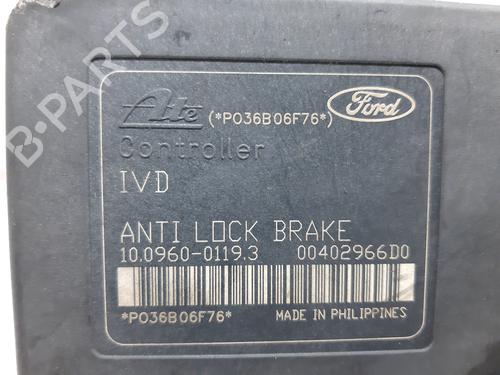 B-PARTS
Ate (*P036B06F76*) Ford
Controller
IVD
ANTI LOCK BRAKE
10.0960-0119.3 00402966D0
*P036B06F76* MADE IN PHILIPPINES